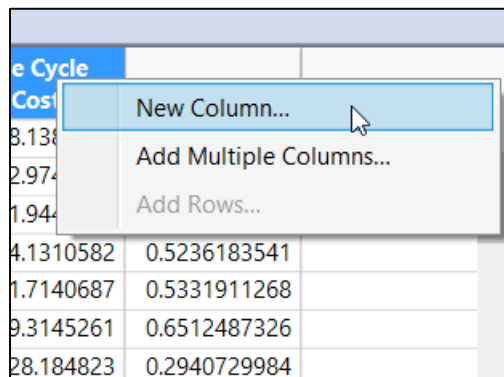 e Cycle
Cost
New Column...
8.138
Add Multiple Columns...
2.974
Add Rows...
1.944
4.1310582 0.5236183541
1.7140687 0.5331911268
9.3145261 0.6512487326
28.184823 0.2940729984